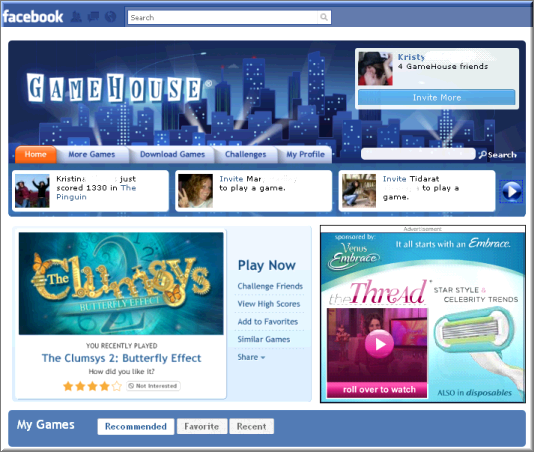 facebook
Search
GAMEHOUSE®
Kristy
4 GameHouse friends
Invite More
Home
More Games
Download Games
Challenges
My Profile
Search
Kristin just
scored 1330 in The
Pinguin
Invite Mar
to play a game.
Invite Tidarat
to play a
game.
Advertisement
The Clumsys 2
BUTTERFLY EFFECT
YOU RECENTLY PLAYED
The Clumsys 2: Butterfly Effect
How did you like it?
Not Interested
Play Now
Challenge Friends
View High Scores
Add to Favorites
Similar Games
Share
sponsored by:
Venus
Embrace
It all starts with an Embrace.
the Thread
STAR STYLE &
CELEBRITY TRENDS
roll over to watch
ALSO in disposables
My Games
Recommended
Favorite
Recent